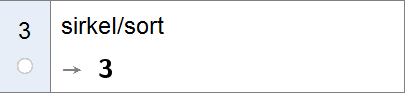 3
sirkel/sort
→ 3